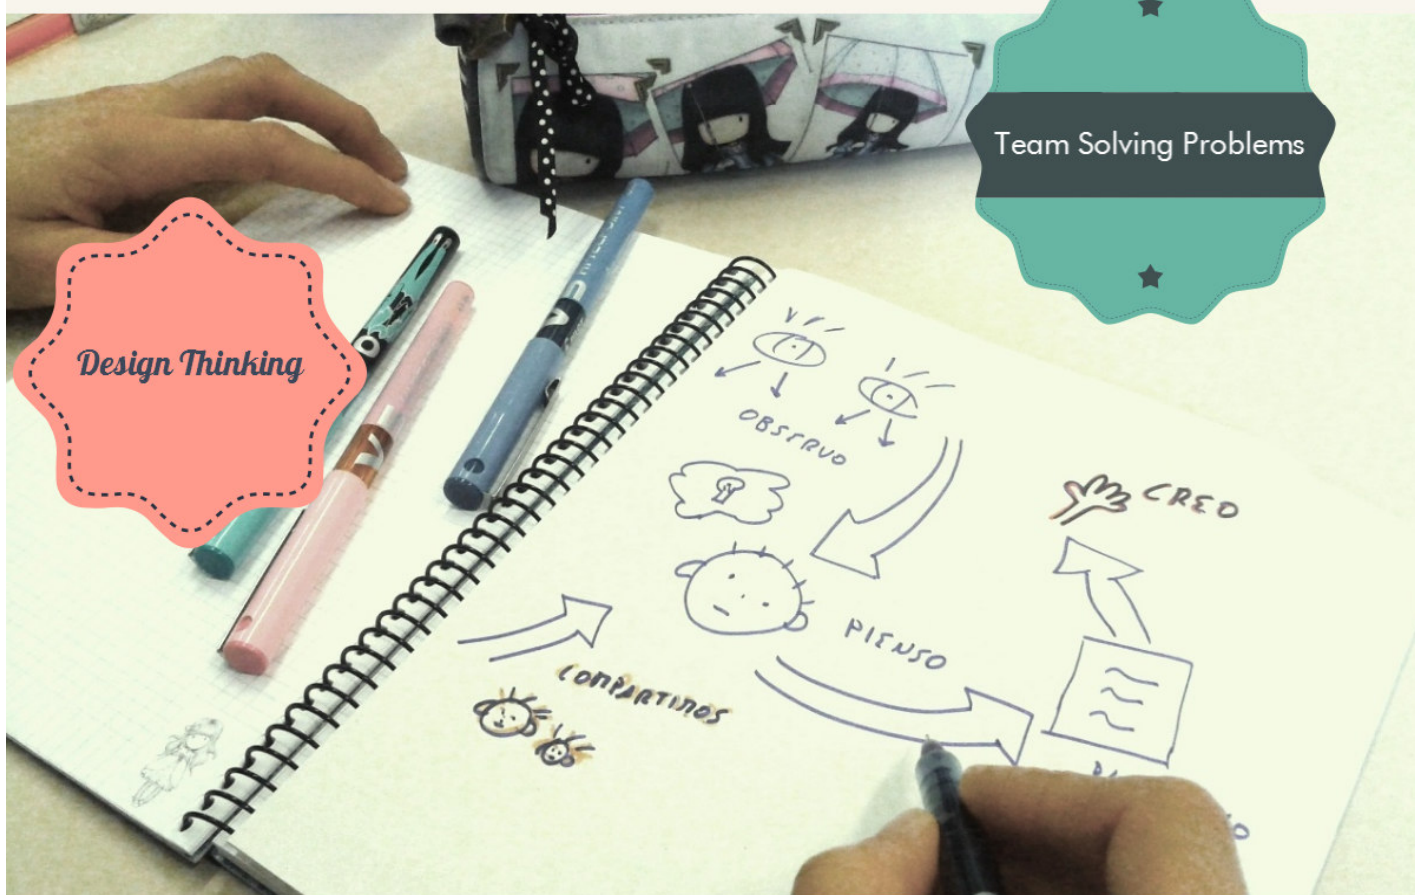 Team Solving Problems
Design Thinking
OBSERVO
CREO
PIENSO
COMPARTIMOS